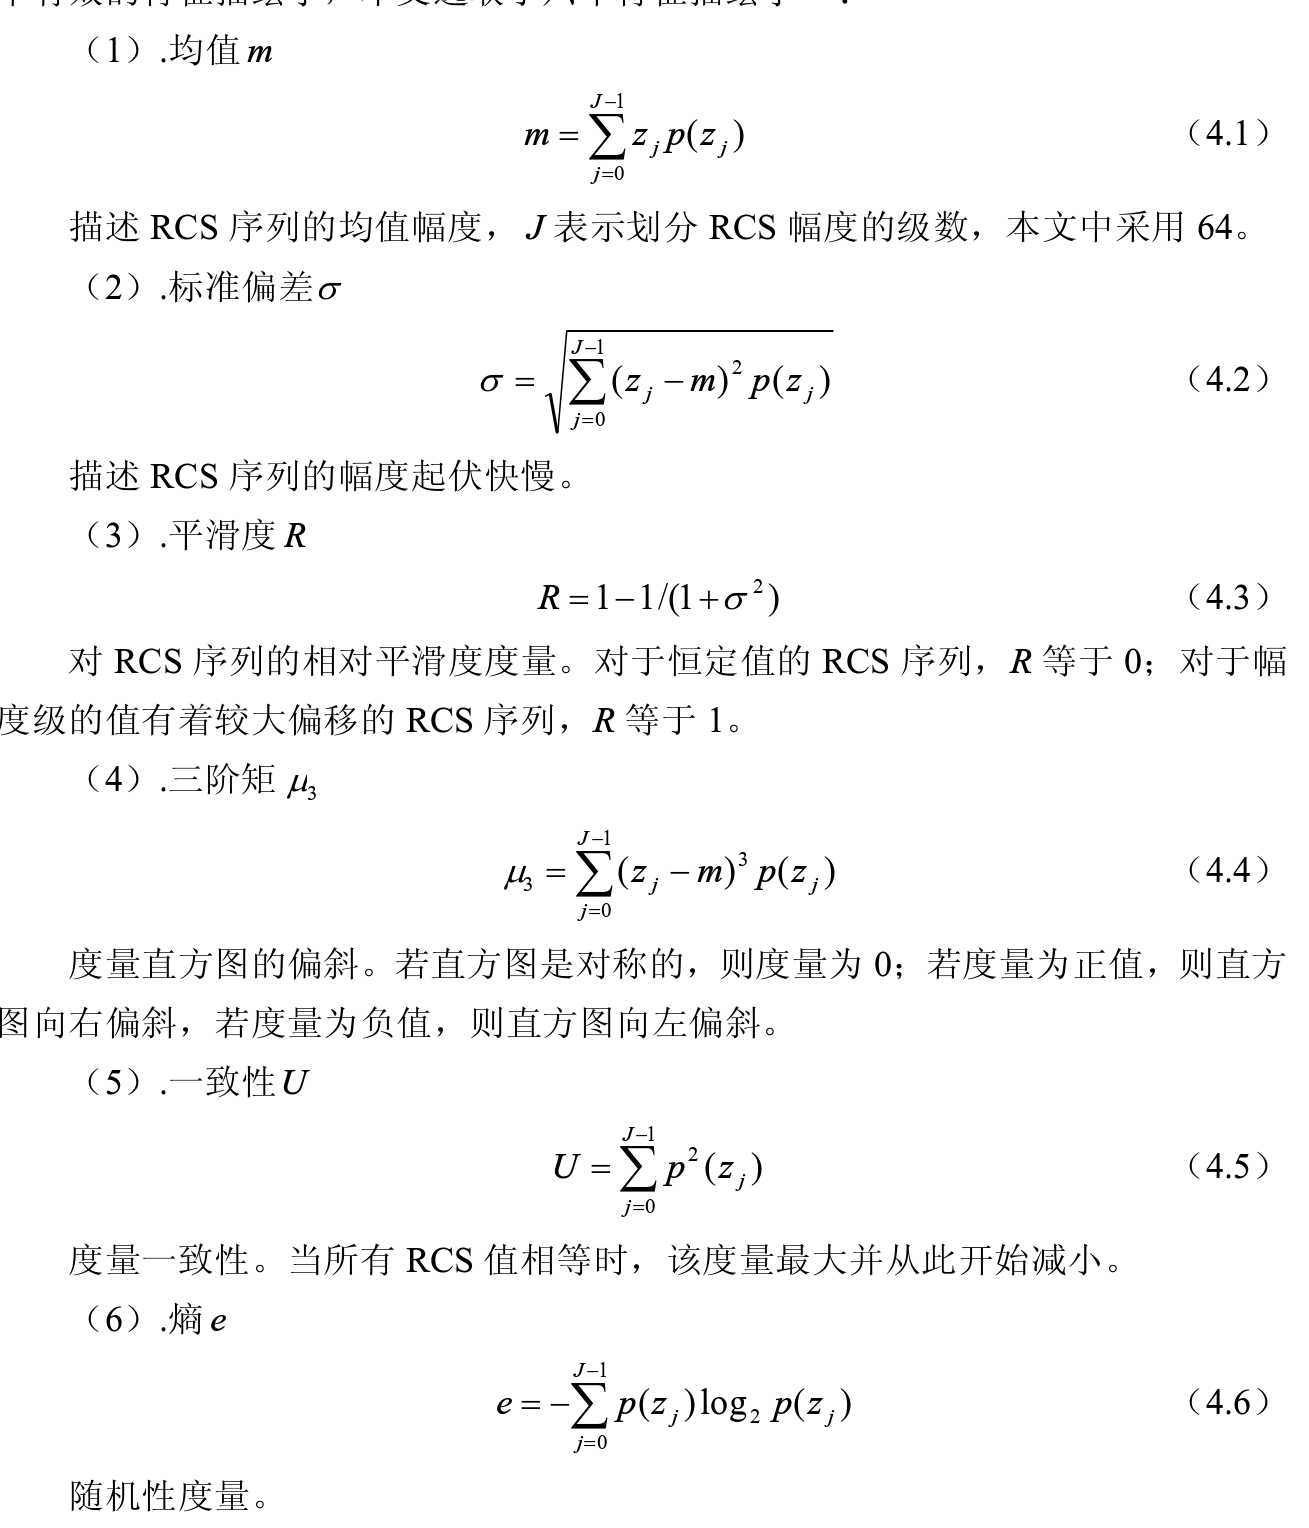 （1）.均值 m
m = \sum_{j=0}^{J-1} z_j p(z_j) （4.1）
描述 RCS 序列的均值幅度，J 表示划分 RCS 幅度的级数，本文中采用 64。
（2）.标准偏差 σ
σ = \sqrt{\sum_{j=0}^{J-1} (z_j − m)^2 p(z_j)} （4.2）
描述 RCS 序列的幅度起伏快慢。
（3）.平滑度 R
R = 1 − 1/(1 + σ^2) （4.3）
对 RCS 序列的相对平滑度度量。对于恒定值的 RCS 序列，R 等于 0；对于幅
度级的值有着较大偏移的 RCS 序列，R 等于 1。
（4）.三阶矩 μ_3
μ_3 = \sum_{j=0}^{J-1} (z_j − m)^3 p(z_j) （4.4）
度量直方图的偏斜。若直方图是对称的，则度量为 0；若度量为正值，则直方
图向右偏斜，若度量为负值，则直方图向左偏斜。
（5）.一致性 U
U = \sum_{j=0}^{J-1} p^2(z_j) （4.5）
度量一致性。当所有 RCS 值相等时，该度量最大并从此开始减小。
（6）.熵 e
e = −\sum_{j=0}^{J-1} p(z_j) log_2 p(z_j) （4.6）
随机性度量。